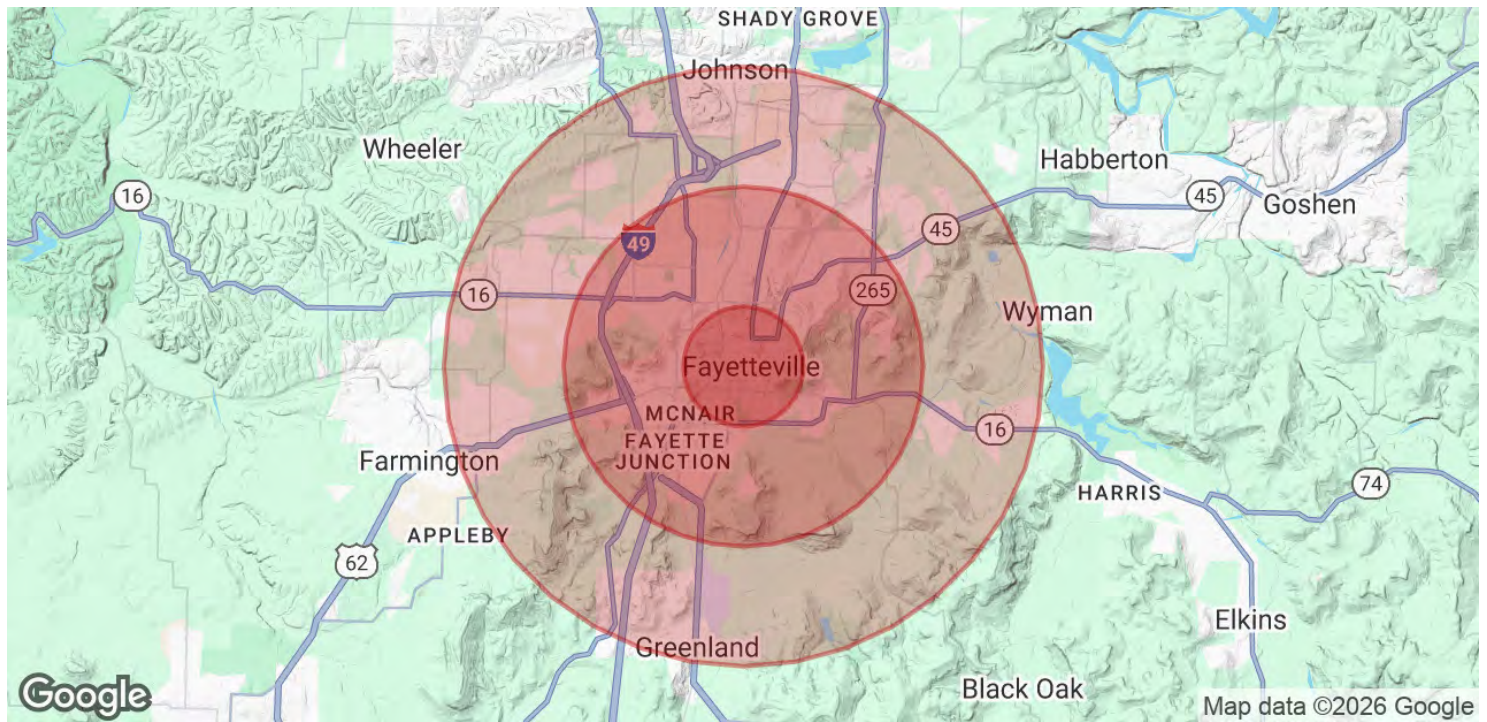 SHADY GROVE
Johnson
Wheeler
Habberton
16
45
Goshen
45
49
16
265
Wyman
Fayetteville
MCNAIR
FAYETTE
JUNCTION
16
Farmington
HARRIS
74
APPLEBY
62
Elkins
Greenland
Black Oak
Google
Map data ©2026 Google